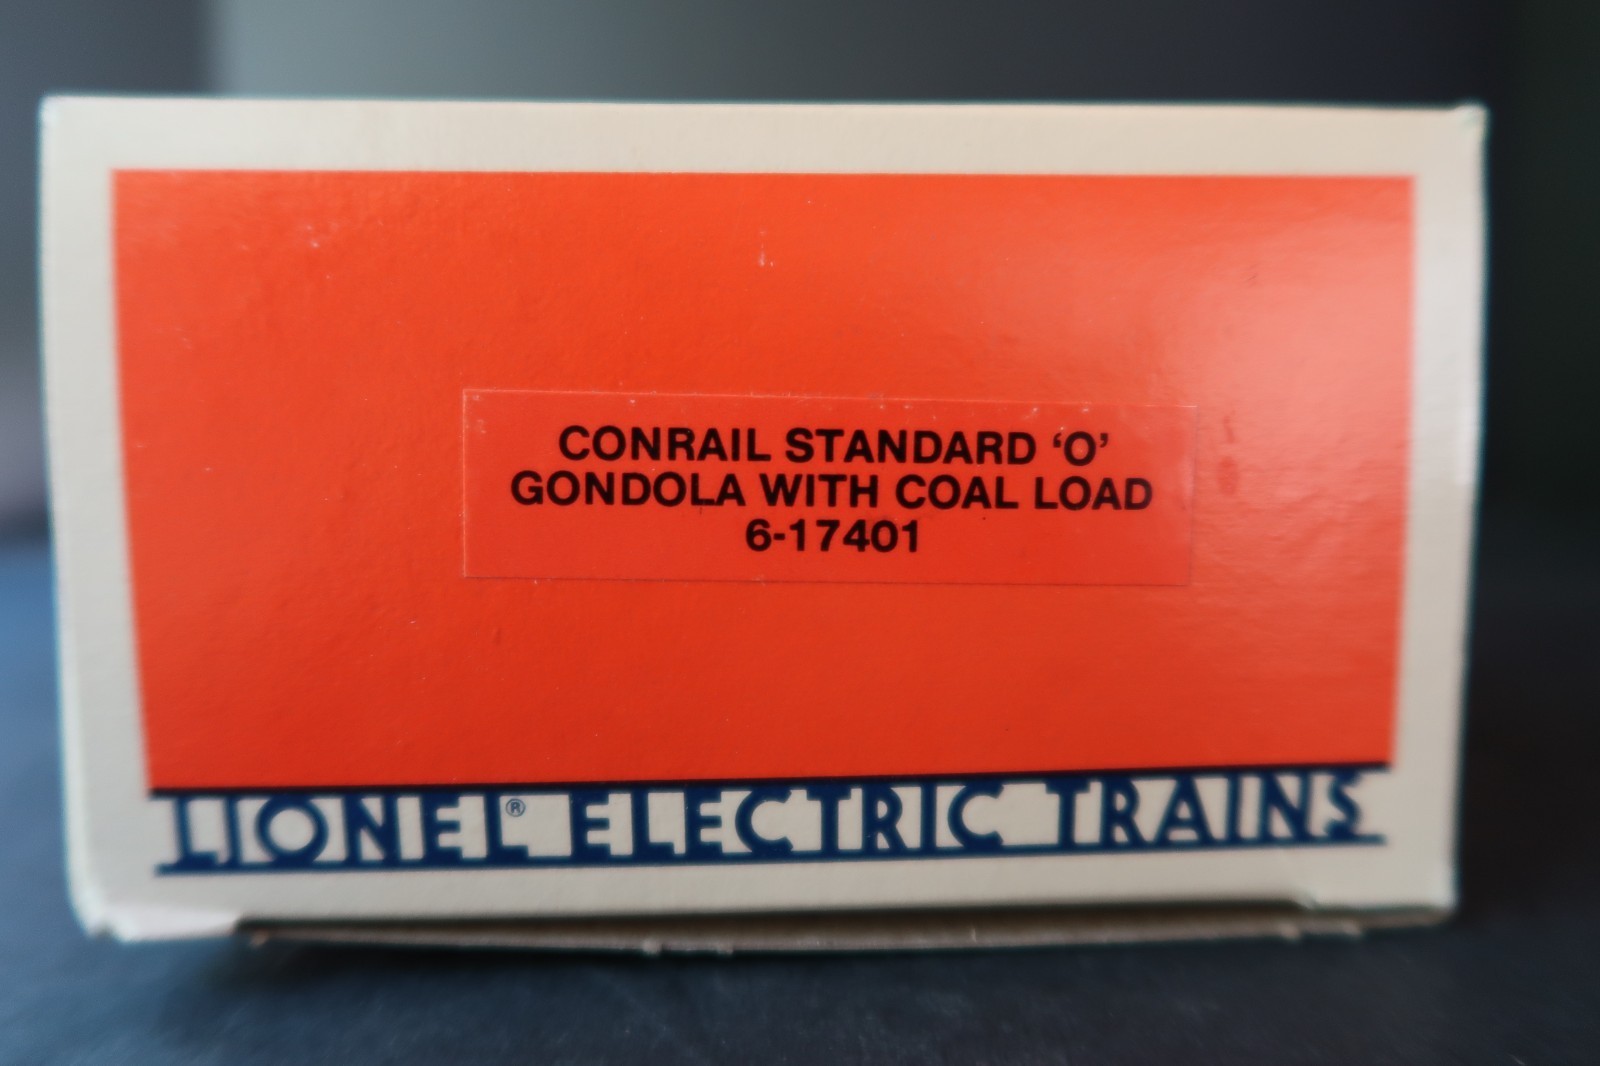 CONRAIL STANDARD ‘O’
GONDOLA WITH COAL LOAD
6-17401
LIONEL® ELECTRIC TRAINS